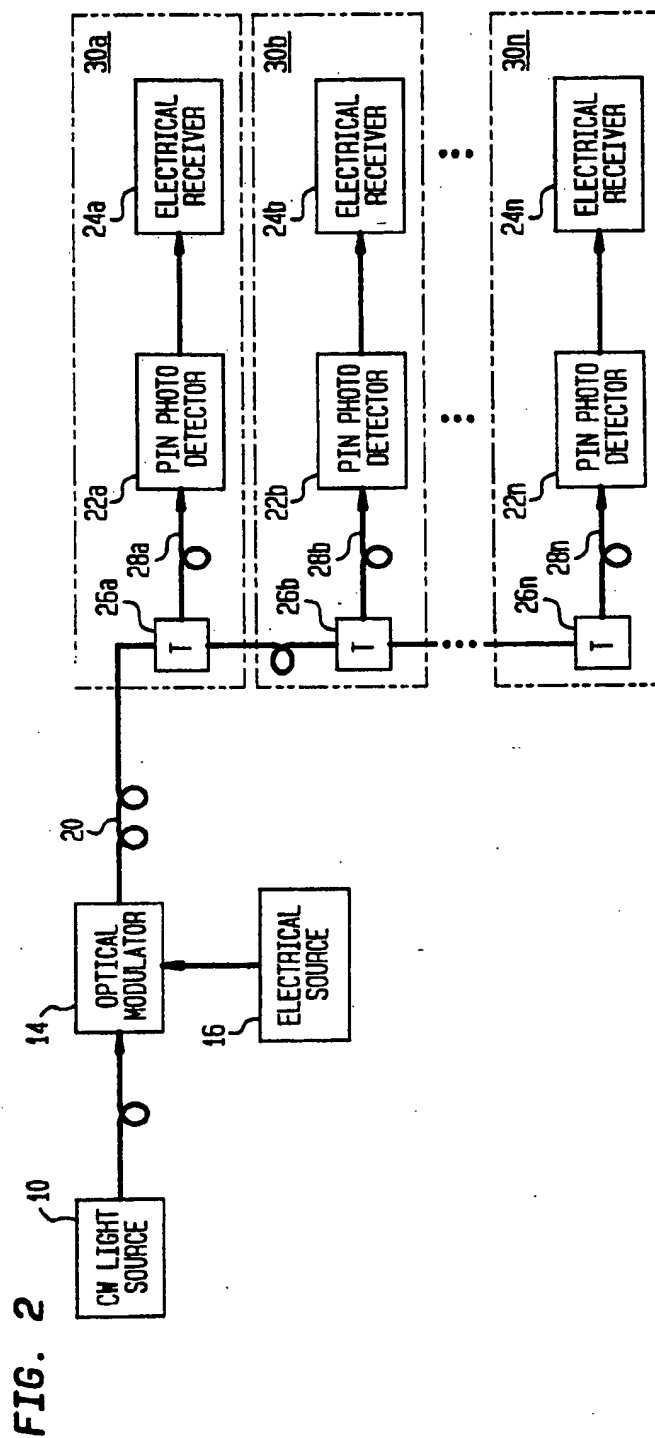 FIG. 2
10
CW LIGHT
SOURCE
14
OPTICAL
MODULATOR
16
ELECTRICAL
SOURCE
20
30a
26a
T
28a
22a
PIN PHOTO
DETECTOR
24a
ELECTRICAL
RECEIVER
30b
26b
T
28b
22b
PIN PHOTO
DETECTOR
24b
ELECTRICAL
RECEIVER
30n
26n
T
28n
22n
PIN PHOTO
DETECTOR
24n
ELECTRICAL
RECEIVER